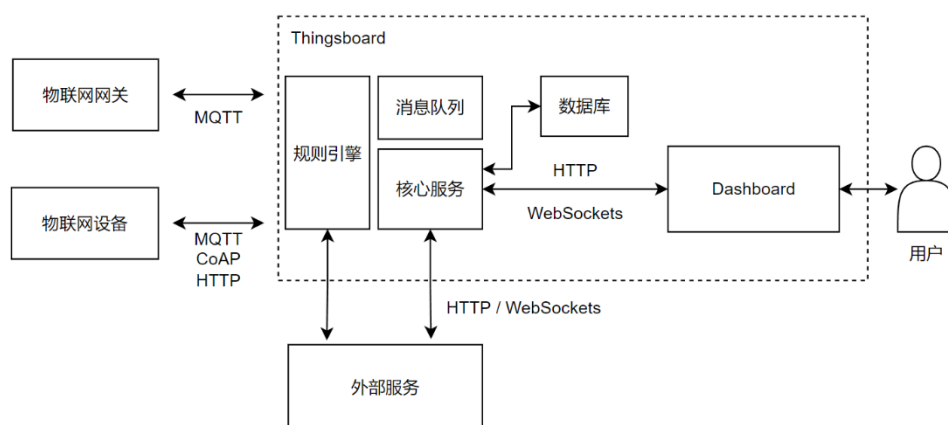 Thingsboard
物联网网关
MQTT
消息队列
数据库
规则引擎
核心服务
HTTP
WebSockets
Dashboard
物联网设备
MQTT
CoAP
HTTP
用户
HTTP / WebSockets
外部服务